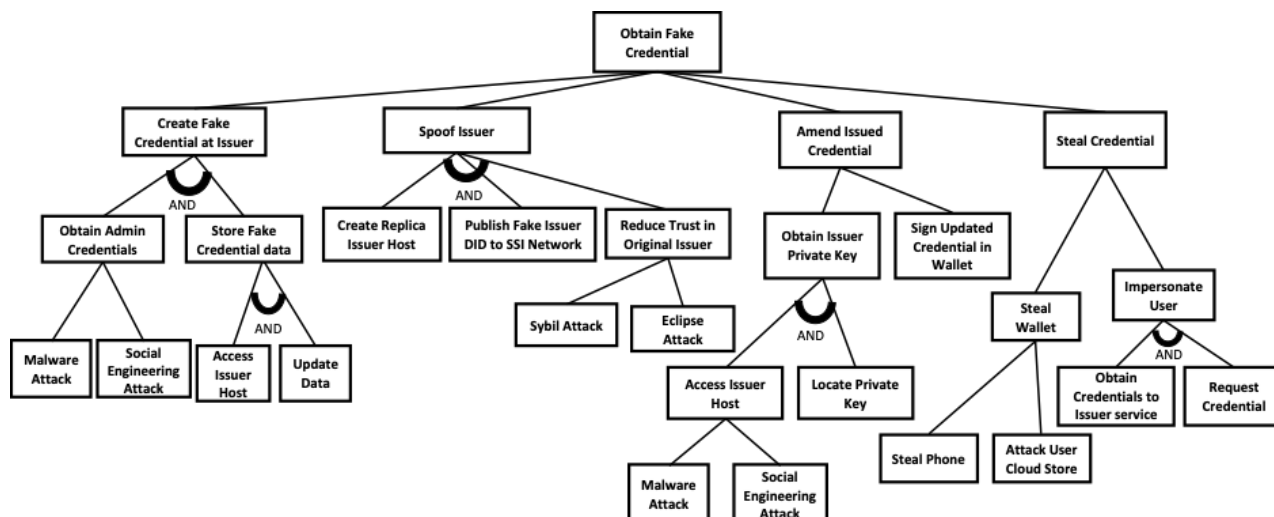 Obtain Fake
Credential
Create Fake
Credential at Issuer
Spoof Issuer
Amend Issued
Credential
Steal Credential
AND
AND
Obtain Admin
Credentials
Store Fake
Credential data
Create Replica
Issuer Host
Publish Fake Issuer
DID to SSI Network
Reduce Trust in
Original Issuer
Obtain Issuer
Private Key
Sign Updated
Credential in
Wallet
Steal
Wallet
Impersonate
User
AND
Sybil Attack
Eclipse
Attack
AND
AND
Malware
Attack
Social
Engineering
Attack
Access
Issuer
Host
Update
Data
Access Issuer
Host
Locate Private
Key
Obtain
Credentials to
Issuer service
Request
Credential
Steal Phone
Attack User
Cloud Store
Malware
Attack
Social
Engineering
Attack